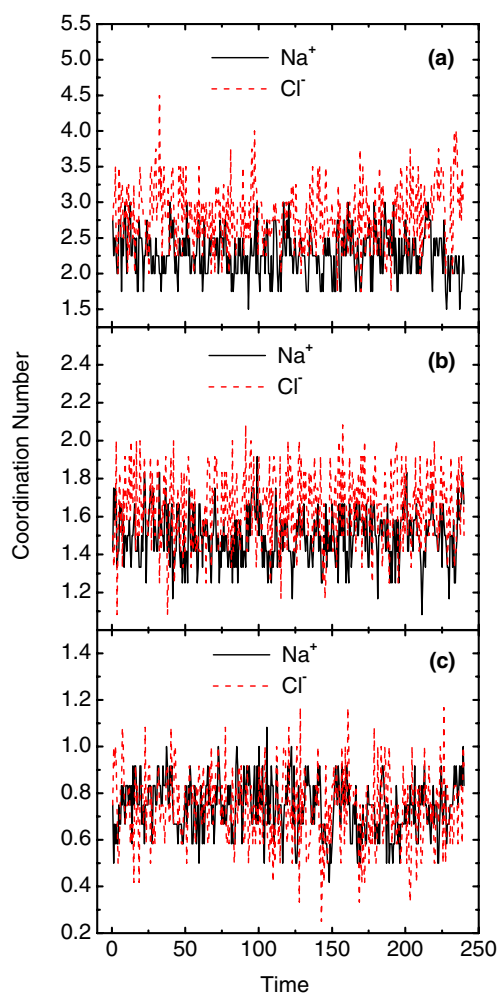 5.5
Na⁺
(a)
5.0
Cl⁻
4.5
4.0
3.5
3.0
2.5
2.0
1.5
Na⁺
(b)
2.4
Cl⁻
2.2
2.0
1.8
1.6
1.4
1.2
Coordination Number
1.4
Na⁺
(c)
Cl⁻
1.2
1.0
0.8
0.6
0.4
0.2
0 50 100 150 200 250
Time